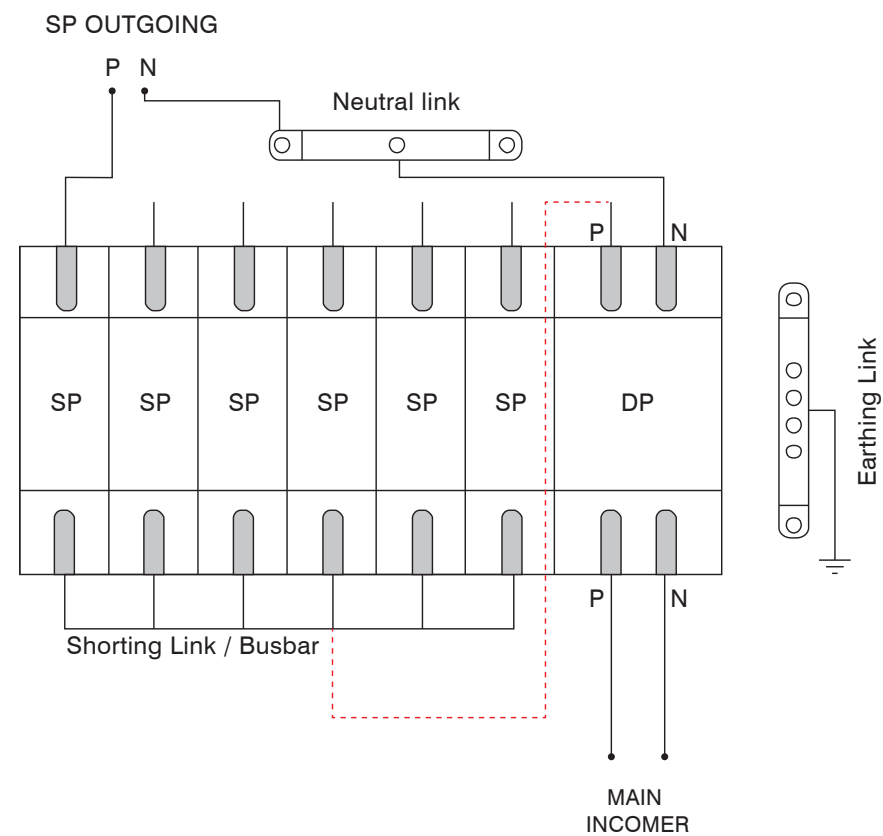 SP OUTGOING
P N
Neutral link
P N
SP SP SP SP SP SP DP
Earthing Link
P N
Shorting Link / Busbar
MAIN
INCOMER